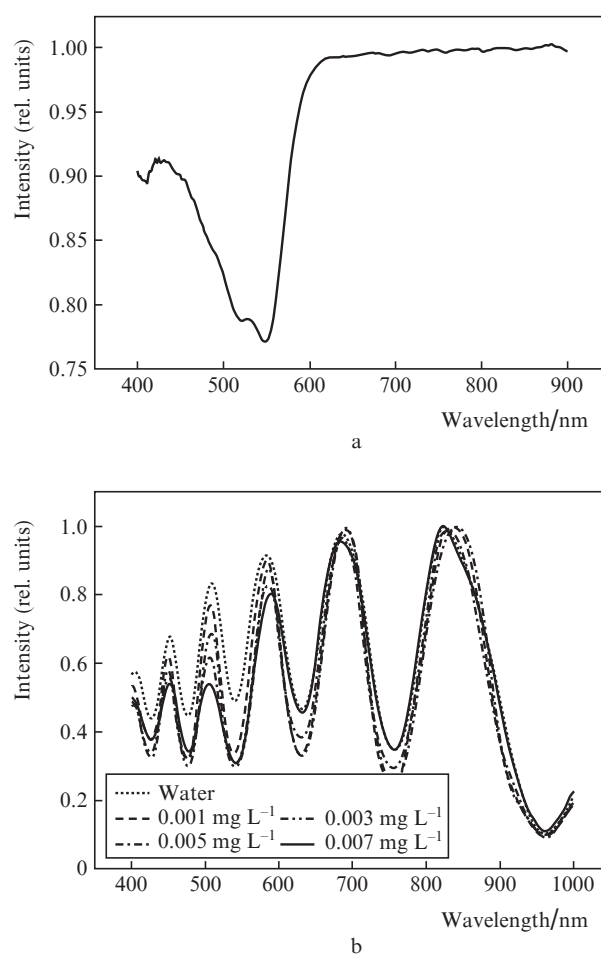 Intensity (rel. units)
1.00
0.95
0.90
0.85
0.80
0.75
400 500 600 700 800 900
Wavelength/nm
a
Intensity (rel. units)
1.0
0.8
0.6
0.4
0.2
0
Water
0.001 mg L⁻¹ 0.003 mg L⁻¹
0.005 mg L⁻¹ 0.007 mg L⁻¹
400 500 600 700 800 900 1000
Wavelength/nm
b